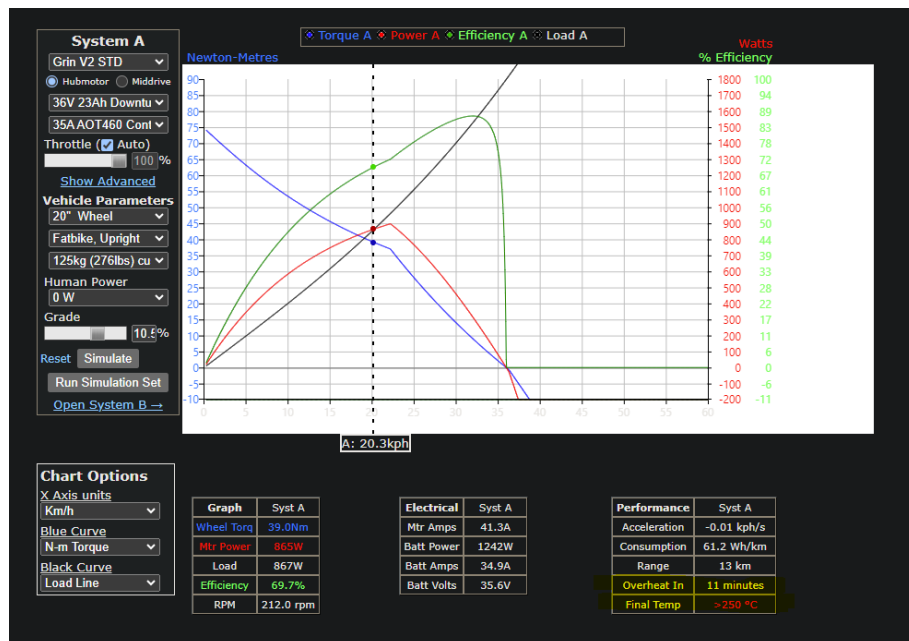 System A
Grin V2 STD
Hubmotor Middrive
36V 23Ah Downtu
35A AOT460 Cont
Throttle ( Auto)
100 %
Show Advanced
Vehicle Parameters
20" Wheel
Fatbike, Upright
125kg (276lbs) cu
Human Power
0 W
Grade
10.5%
Reset Simulate
Run Simulation Set
Open System B →
Torque A Power A Efficiency A Load A
Newton-Metres
Watts
% Efficiency
90 1800 100
85 1700 94
80 1600 89
75 1500 83
70 1400 78
65 1300 72
60 1200 67
55 1100 61
50 1000 56
45 900 50
40 800 44
35 700 39
30 600 33
25 500 28
20 400 22
15 300 17
10 200 11
5 100 6
0 0 0
-5 -100 -6
-10 -200 -11
0 5 10 15 20 25 30 35 40 45 50 55 60
A: 20.3kph
Chart Options
X Axis units
Km/h
Blue Curve
N-m Torque
Black Curve
Load Line
Graph Syst A
Wheel Torq 39.0Nm
Mtr Power 865W
Load 867W
Efficiency 69.7%
RPM 212.0 rpm
Electrical Syst A
Mtr Amps 41.3A
Batt Power 1242W
Batt Amps 34.9A
Batt Volts 35.6V
Performance Syst A
Acceleration -0.01 kph/s
Consumption 61.2 Wh/km
Range 13 km
Overheat In 11 minutes
Final Temp >250 °C